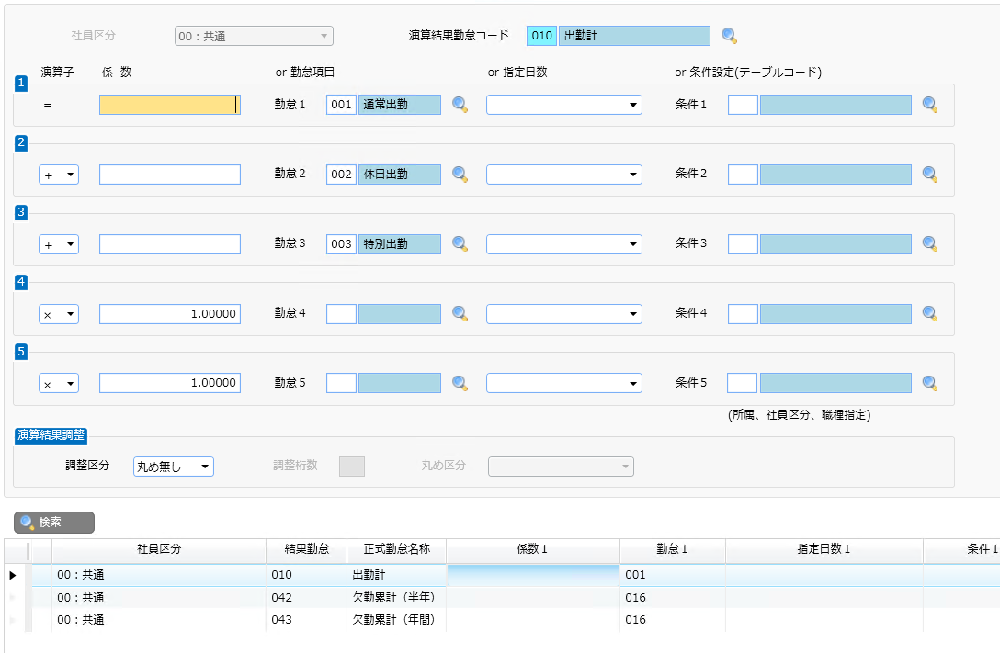 社員区分 00：共通 演算結果勤怠コード 010 出勤計
演算子 係 数 or 勤怠項目 or 指定日数 or 条件設定(テーブルコード)
1
= 勤怠1 001 通常出勤 条件1
2
+ 勤怠2 002 休日出勤 条件2
3
+ 勤怠3 003 特別出勤 条件3
4
× 1.00000 勤怠4 条件4
5
× 1.00000 勤怠5 条件5
(所属、社員区分、職種指定)
演算結果調整
調整区分 丸め無し 調整桁数 丸め区分
検索
社員区分 結果勤怠 正式勤怠名称 係数1 勤怠1 指定日数1 条件1
00：共通 010 出勤計 001
00：共通 042 欠勤累計（半年） 016
00：共通 043 欠勤累計（年間） 016